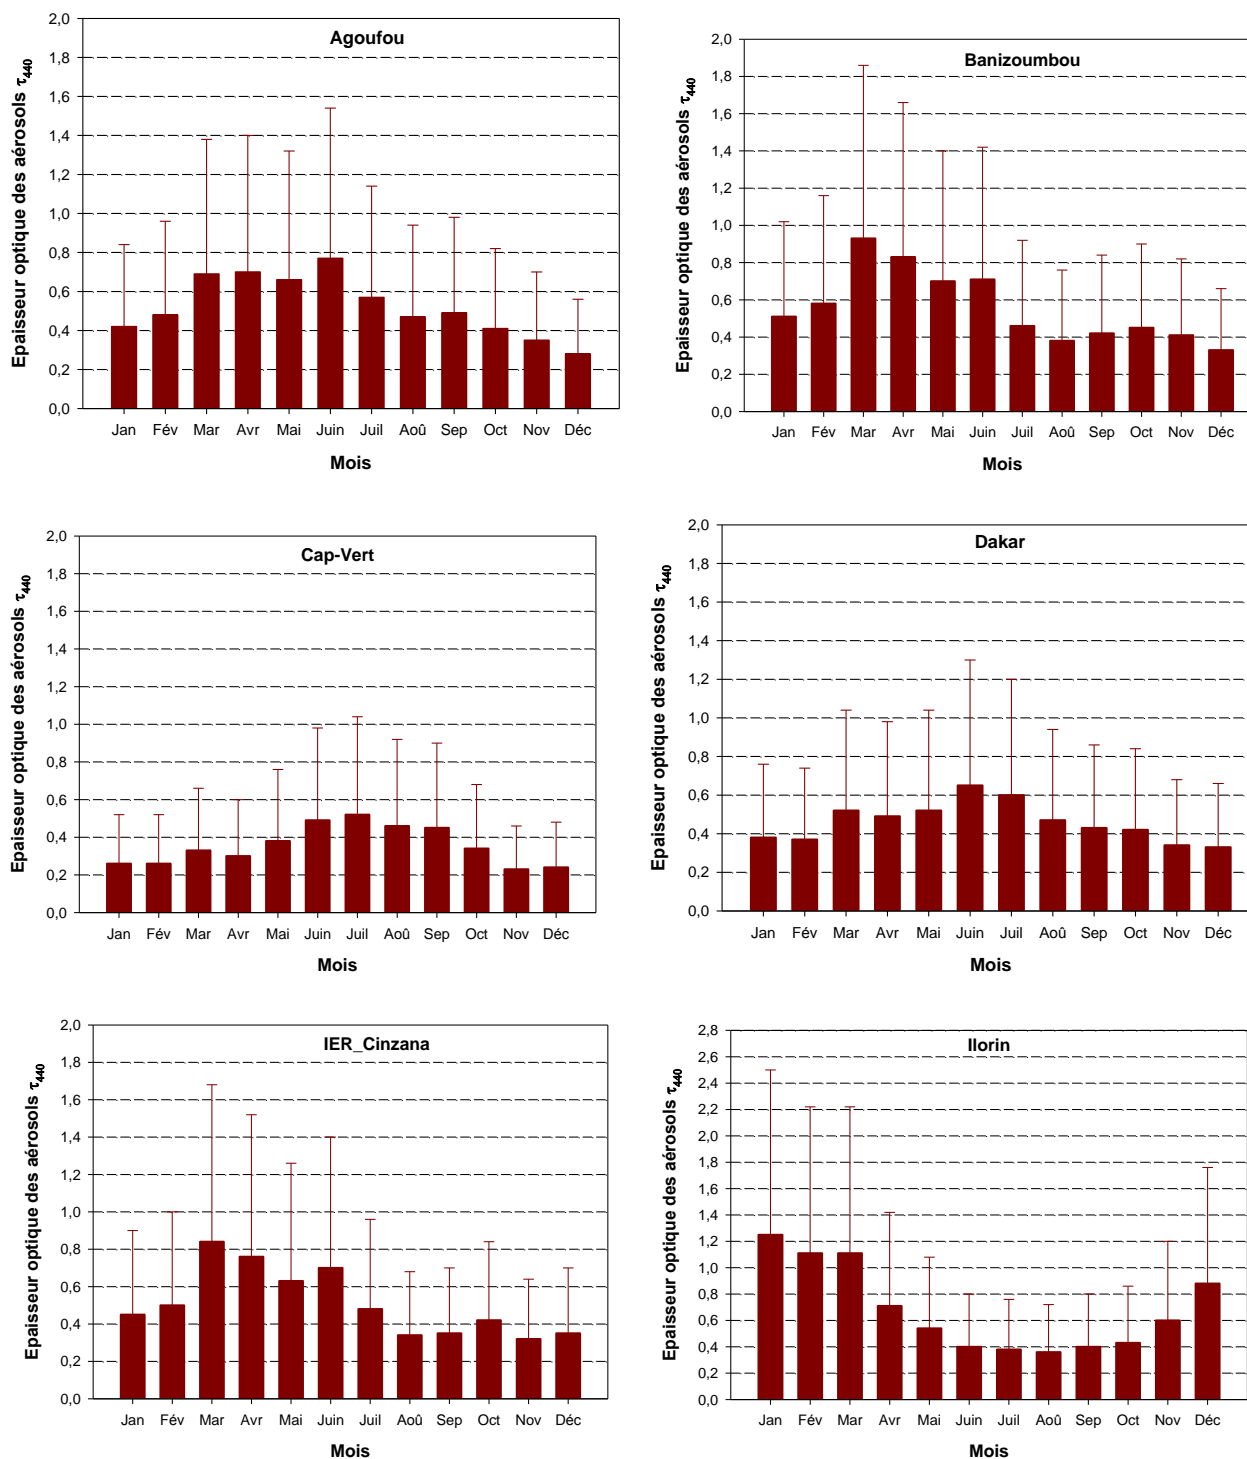 Agoufou
Epaisseur optique des aérosols τ440
2,0
1,8
1,6
1,4
1,2
1,0
0,8
0,6
0,4
0,2
0,0
Jan Fév Mar Avr Mai Juin Juil Aoû Sep Oct Nov Déc
Mois
Banizoumbou
Epaisseur optique des aérosols τ440
2,0
1,8
1,6
1,4
1,2
1,0
0,8
0,6
0,4
0,2
0,0
Jan Fév Mar Avr Mai Juin Juil Aoû Sep Oct Nov Déc
Mois
Cap-Vert
Epaisseur optique des aérosols τ440
2,0
1,8
1,6
1,4
1,2
1,0
0,8
0,6
0,4
0,2
0,0
Jan Fév Mar Avr Mai Juin Juil Aoû Sep Oct Nov Déc
Mois
Dakar
Epaisseur optique des aérosols τ440
2,0
1,8
1,6
1,4
1,2
1,0
0,8
0,6
0,4
0,2
0,0
Jan Fév Mar Avr Mai Juin Juil Aoû Sep Oct Nov Déc
Mois
IER_Cinzana
Epaisseur optique des aérosols τ440
2,0
1,8
1,6
1,4
1,2
1,0
0,8
0,6
0,4
0,2
0,0
Jan Fév Mar Avr Mai Juin Juil Aoû Sep Oct Nov Déc
Mois
Ilorin
Epaisseur optique des aérosols τ440
2,8
2,6
2,4
2,2
2,0
1,8
1,6
1,4
1,2
1,0
0,8
0,6
0,4
0,2
0,0
Jan Fév Mar Avr Mai Juin Juil Aoû Sep Oct Nov Déc
Mois